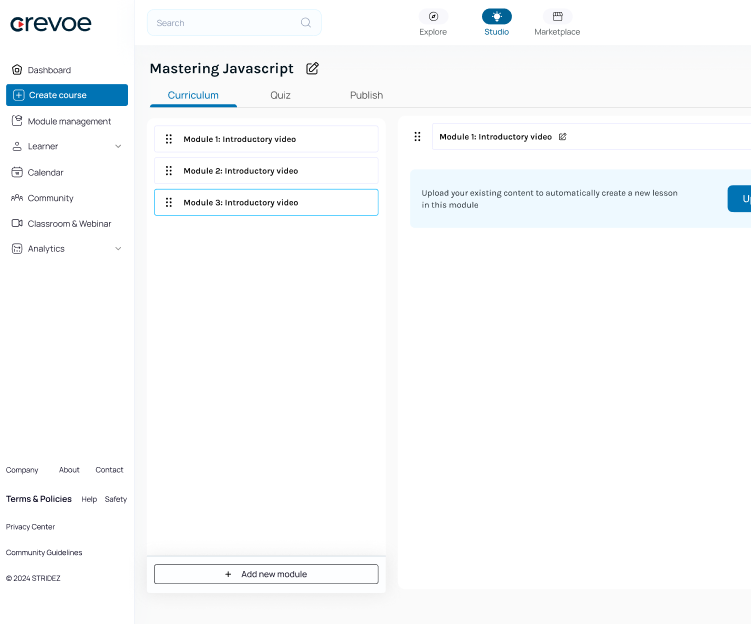 crevoe
Search
Explore
Studio
Marketplace
Dashboard
Create course
Module management
Learner
Calendar
Community
Classroom & Webinar
Analytics
Company About Contact
Terms & Policies Help Safety
Privacy Center
Community Guidelines
© 2024 STRIDEZ
Mastering Javascript
Curriculum Quiz Publish
Module 1: Introductory video
Module 2: Introductory video
Module 3: Introductory video
Add new module
Module 1: Introductory video
Upload your existing content to automatically create a new lesson
in this module